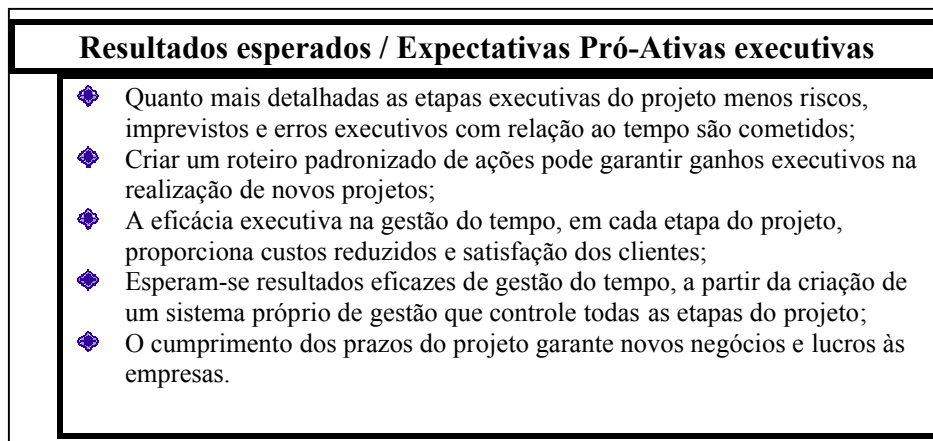 Resultados esperados / Expectativas Pró-Ativas executivas
Quanto mais detalhadas as etapas executivas do projeto menos riscos,
imprevistos e erros executivos com relação ao tempo são cometidos;
Criar um roteiro padronizado de ações pode garantir ganhos executivos na
realização de novos projetos;
A eficácia executiva na gestão do tempo, em cada etapa do projeto,
proporciona custos reduzidos e satisfação dos clientes;
Esperam-se resultados eficazes de gestão do tempo, a partir da criação de
um sistema próprio de gestão que controle todas as etapas do projeto;
O cumprimento dos prazos do projeto garante novos negócios e lucros às
empresas.